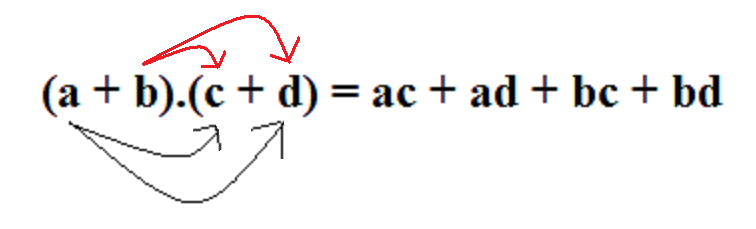 (a + b).(c + d) = ac + ad + bc + bd